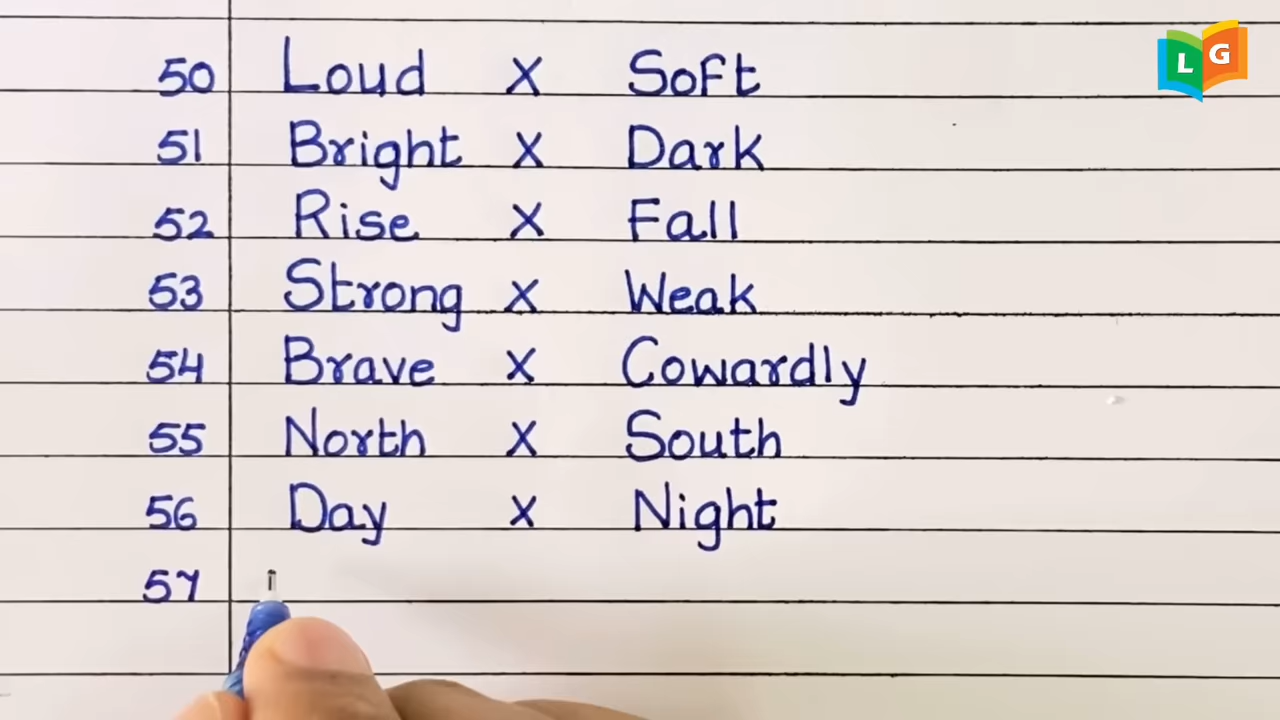 L G
50 Loud X Soft
51 Bright X Dark
52 Rise X Fall
53 Strong X Weak
54 Brave X Cowardly
55 North X South
56 Day X Night
57